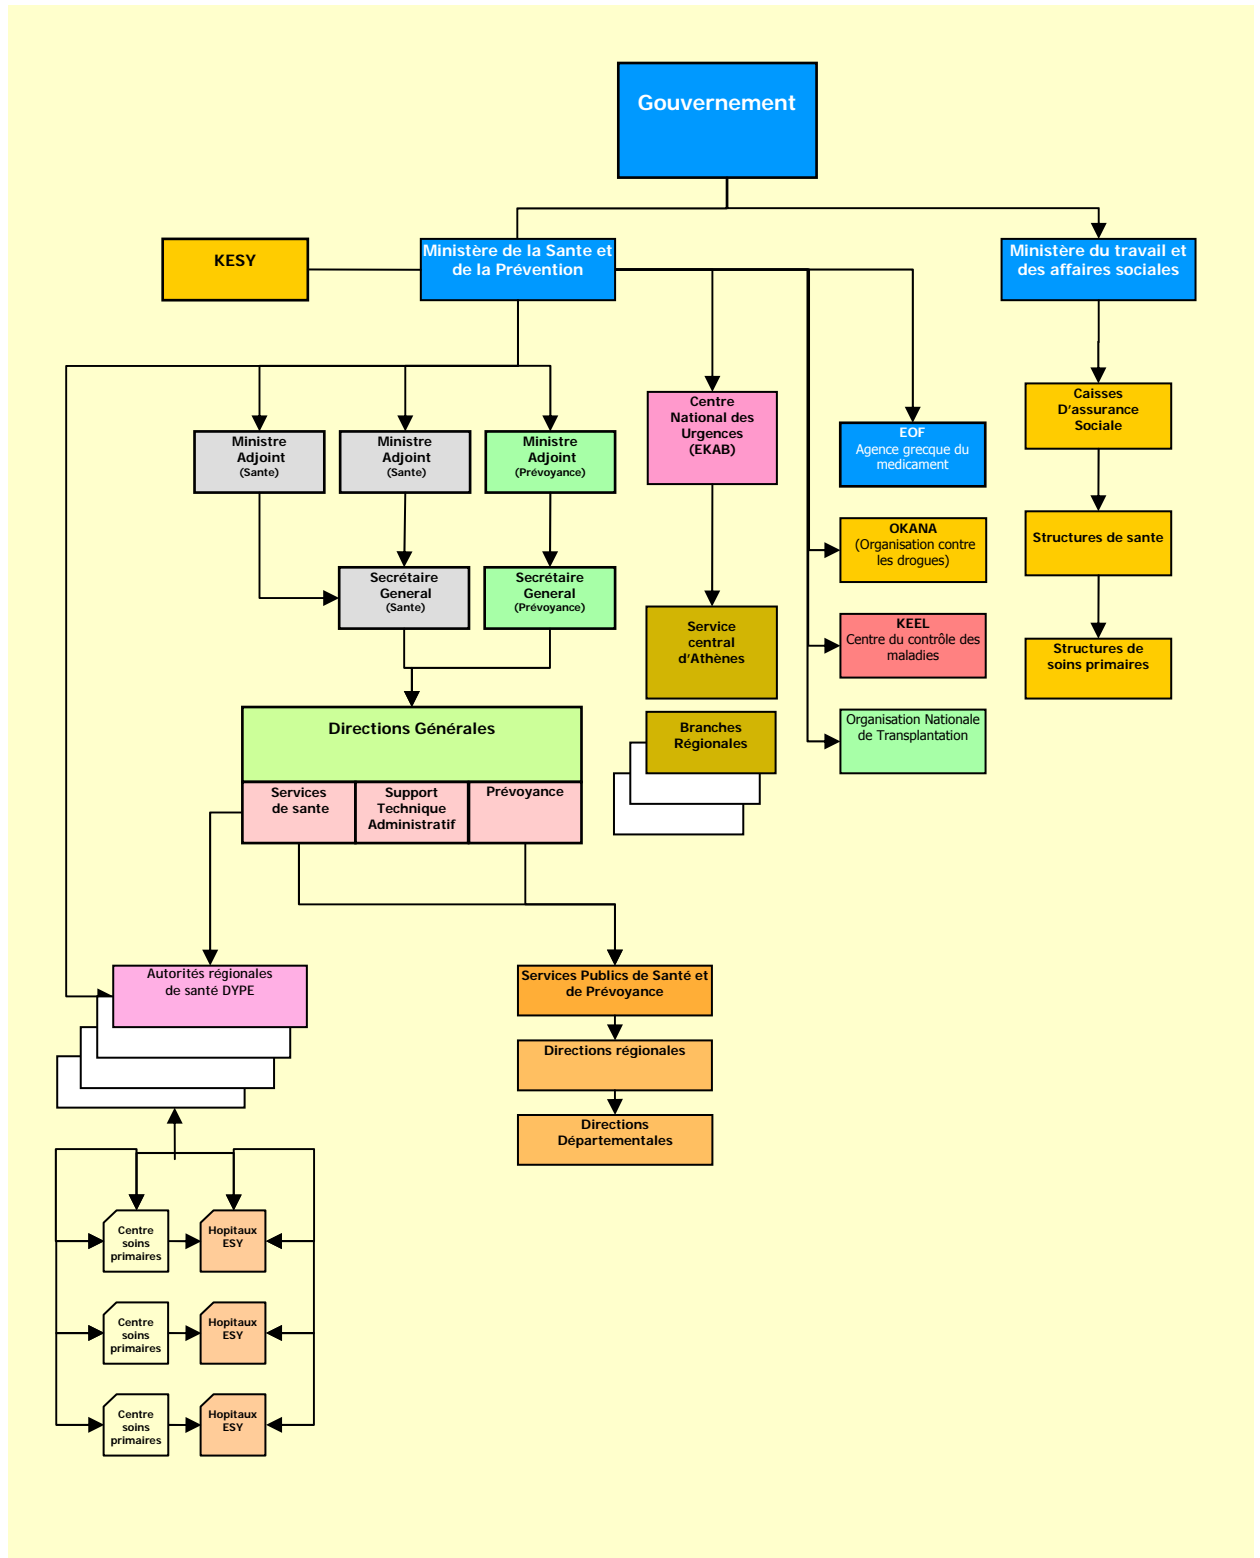 Gouvernement
KESY
Ministère de la Sante et
de la Prévention
Ministère du travail et
des affaires sociales
Ministre
Adjoint
(Sante)
Ministre
Adjoint
(Sante)
Ministre
Adjoint
(Prévoyance)
Centre
National des
Urgences
(EKAB)
EOF
Agence grecque du
medicament
Caisses
D'assurance
Sociale
OKANA
(Organisation contre
les drogues)
Structures de sante
Secrétaire
General
(Sante)
Secrétaire
General
(Prévoyance)
Service
central
d'Athènes
KEEL
Centre du contrôle des
maladies
Structures de
soins primaires
Directions Générales
Branches
Régionales
Organisation Nationale
de Transplantation
Services
de sante
Support
Technique
Administratif
Prévoyance
Autorités régionales
de santé DYPE
Services Publics de Santé et
de Prévoyance
Directions régionales
Directions
Départementales
Centre
soins
primaires
Hopitaux
ESY
Centre
soins
primaires
Hopitaux
ESY
Centre
soins
primaires
Hopitaux
ESY